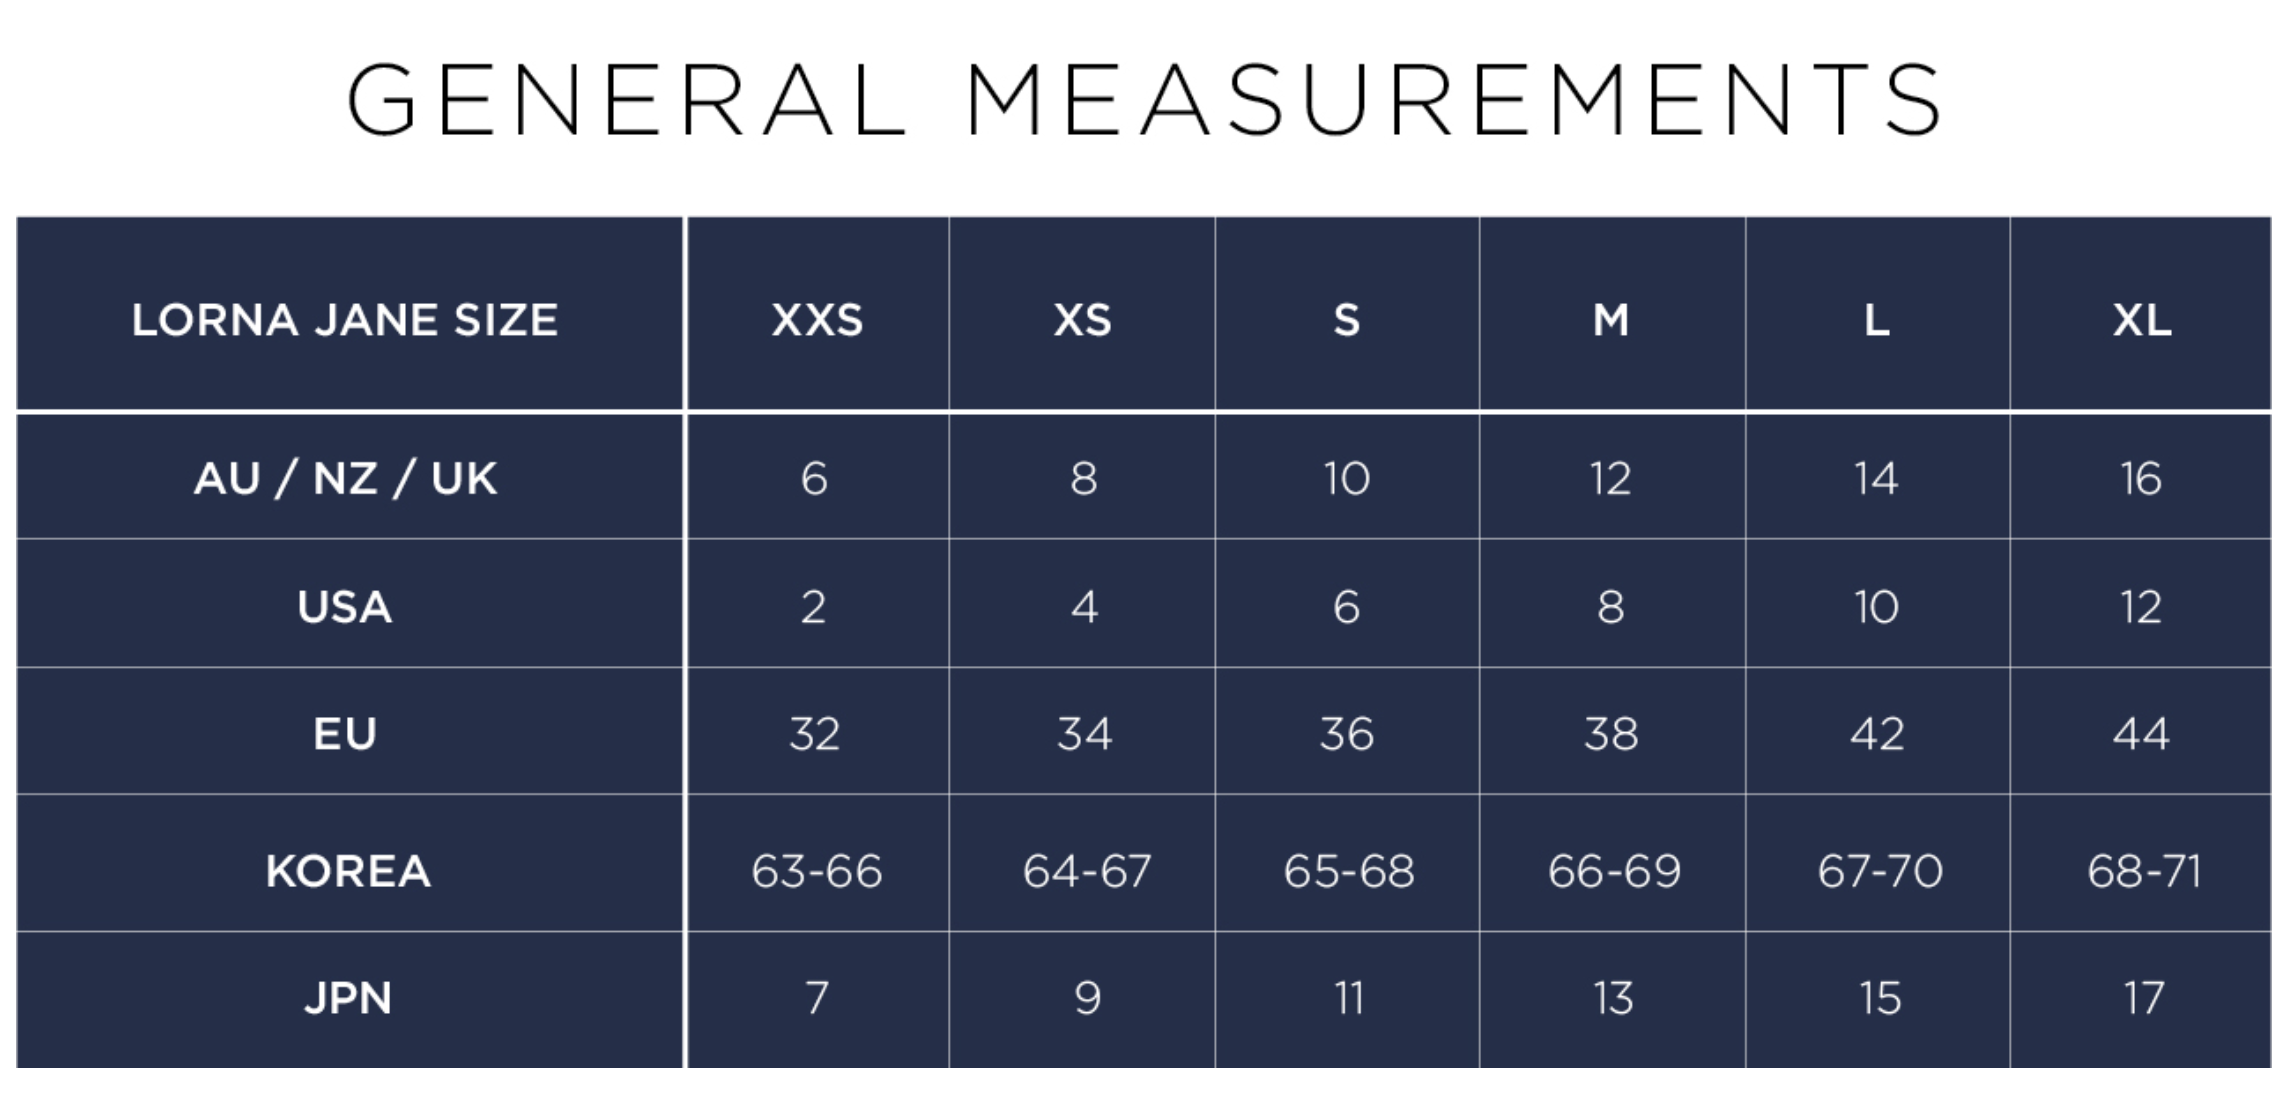 GENERAL MEASUREMENTS
LORNA JANE SIZE XXS XS S M L XL
AU / NZ / UK 6 8 10 12 14 16
USA 2 4 6 8 10 12
EU 32 34 36 38 42 44
KOREA 63-66 64-67 65-68 66-69 67-70 68-71
JPN 7 9 11 13 15 17